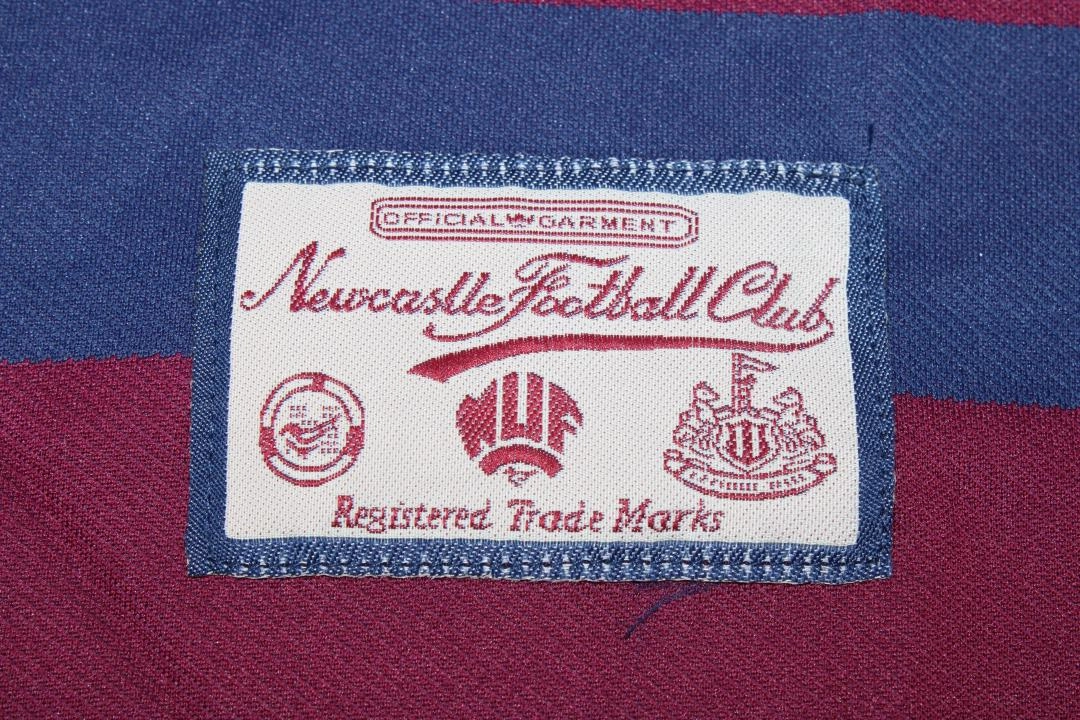 OFFICIAL GARMENT
Newcastle Football Club
NUF
Registered Trade Marks